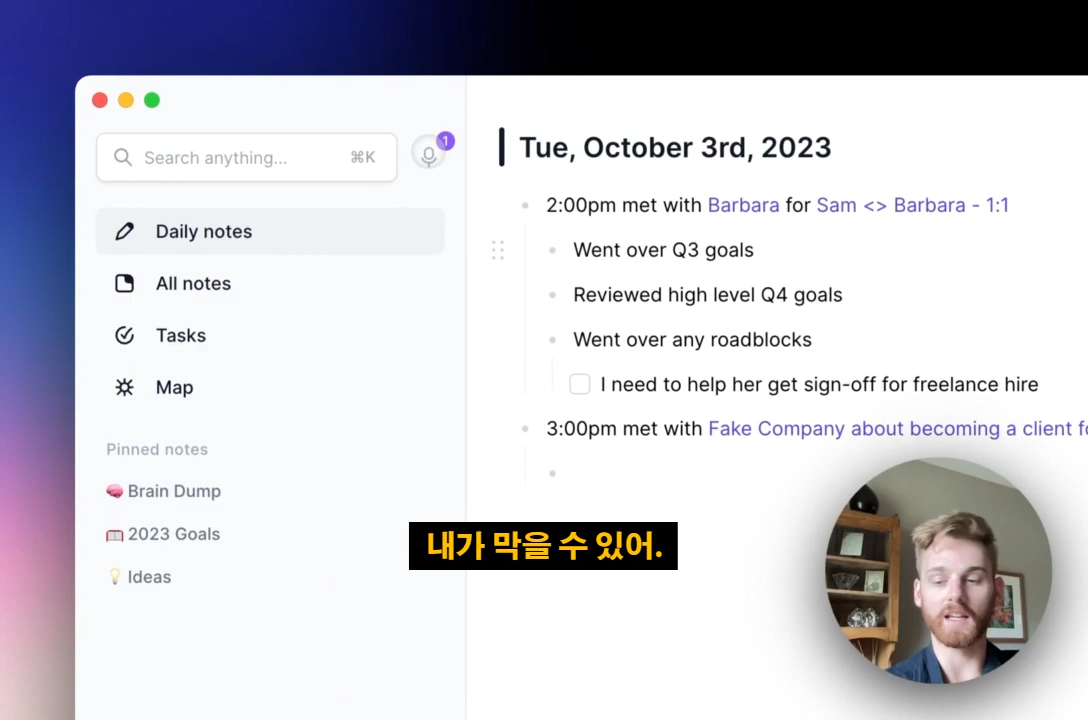 Search anything...
⌘K
1
Daily notes
All notes
Tasks
Map
Pinned notes
🧠 Brain Dump
📖 2023 Goals
💡 Ideas
Tue, October 3rd, 2023
2:00pm met with Barbara for Sam <> Barbara - 1:1
Went over Q3 goals
Reviewed high level Q4 goals
Went over any roadblocks
I need to help her get sign-off for freelance hire
3:00pm met with Fake Company about becoming a client
내가 막을 수 있어.